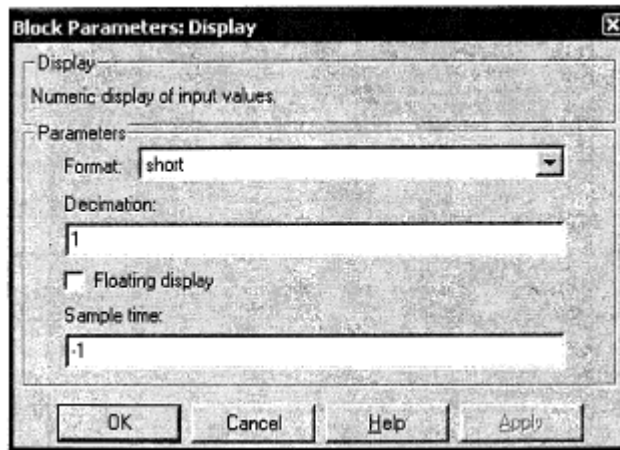 Block Parameters: Display
Display
Numeric display of input values.
Parameters
Format: short
Decimation:
1
Floating display
Sample time:
-1
OK Cancel Help Apply